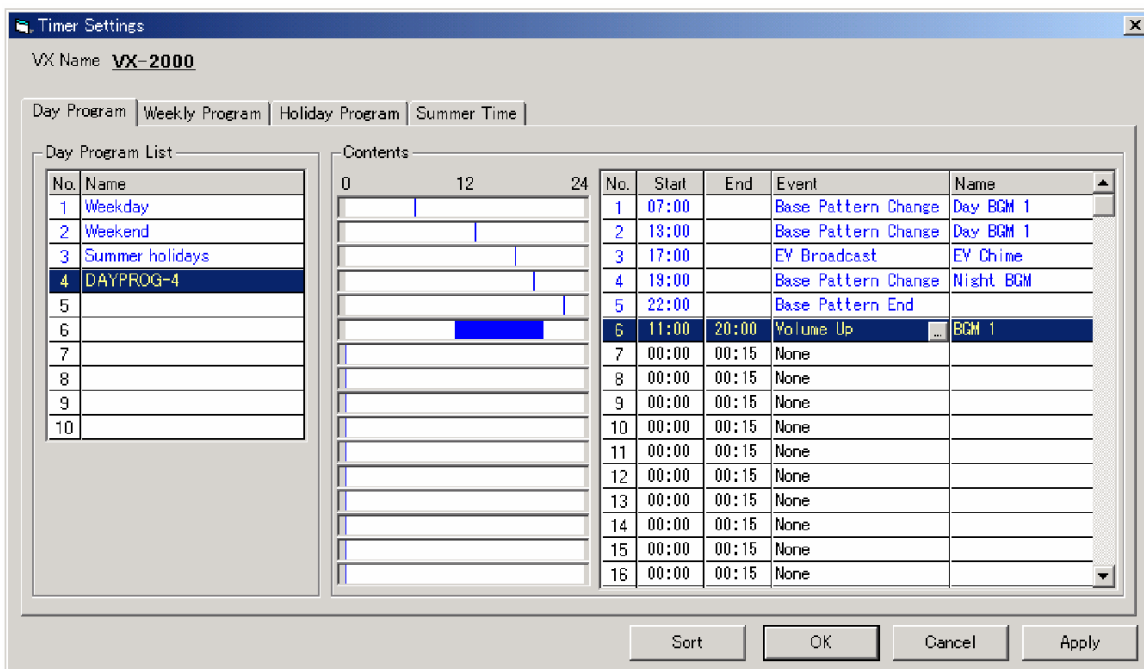 Timer Settings
VX Name VX-2000
Day Program Weekly Program Holiday Program Summer Time
Day Program List
No. Name
1 Weekday
2 Weekend
3 Summer holidays
4 DAYPROG-4
5
6
7
8
9
10
Contents
0 12 24
No. Start End Event Name
1 07:00 Base Pattern Change Day BGM 1
2 13:00 Base Pattern Change Day BGM 1
3 17:00 EV Broadcast EV Chime
4 19:00 Base Pattern Change Night BGM
5 22:00 Base Pattern End
6 11:00 20:00 Volume Up ... BGM 1
7 00:00 00:15 None
8 00:00 00:15 None
9 00:00 00:15 None
10 00:00 00:15 None
11 00:00 00:15 None
12 00:00 00:15 None
13 00:00 00:15 None
14 00:00 00:15 None
15 00:00 00:15 None
16 00:00 00:15 None
Sort OK Cancel Apply